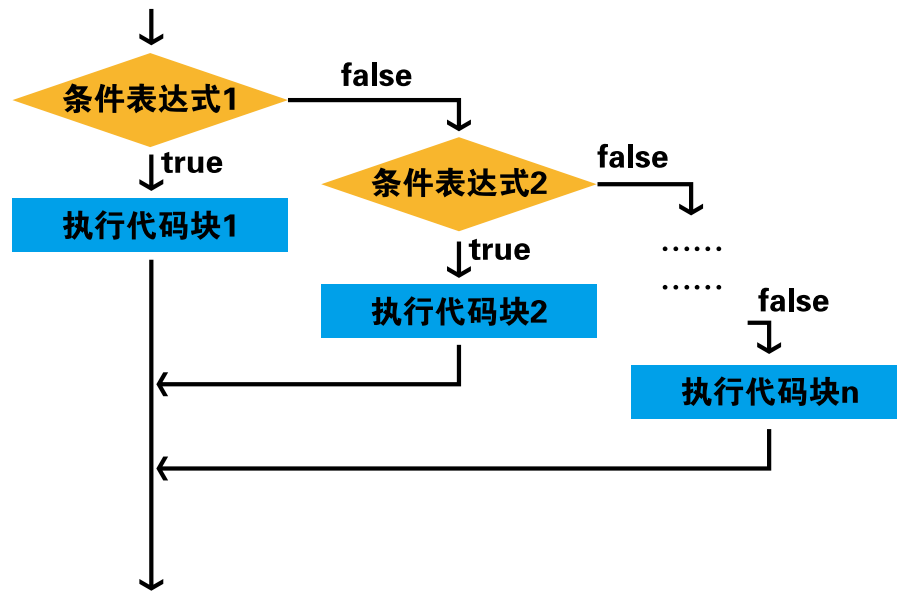 false
条件表达式1
true
false
条件表达式2
执行代码块1
true
……
……
false
执行代码块2
执行代码块n